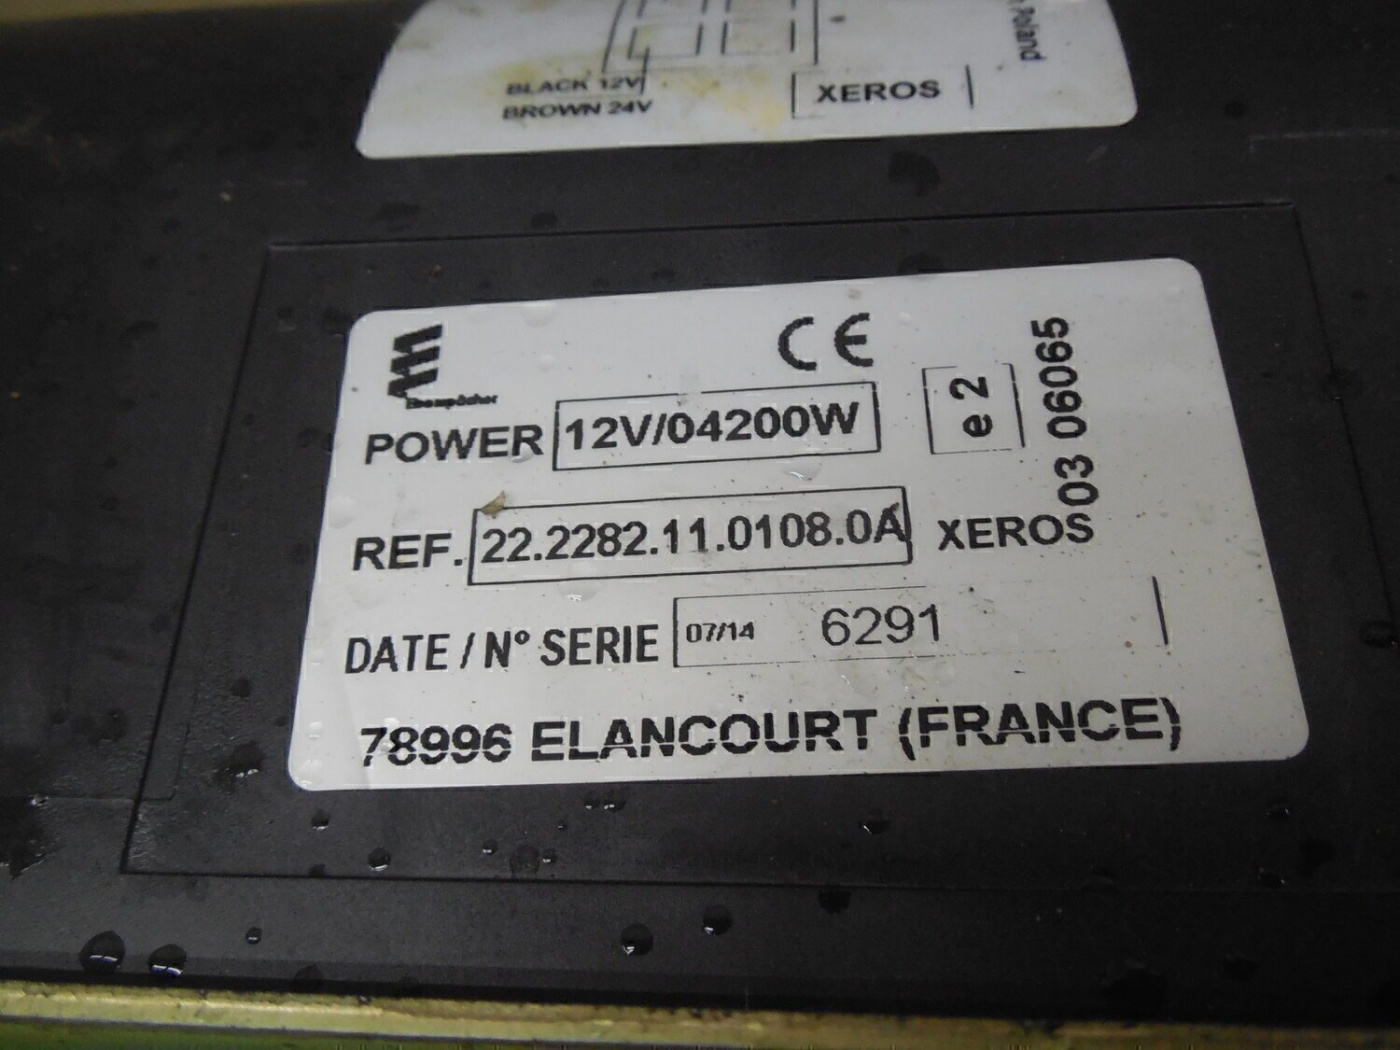 BLACK 12V
BROWN 24V
XEROS
CE
POWER 12V/04200W
e 2
03 06065
REF. 22.2282.11.0108.0A XEROS
DATE / N° SERIE 07/14 6291
78996 ELANCOURT (FRANCE)